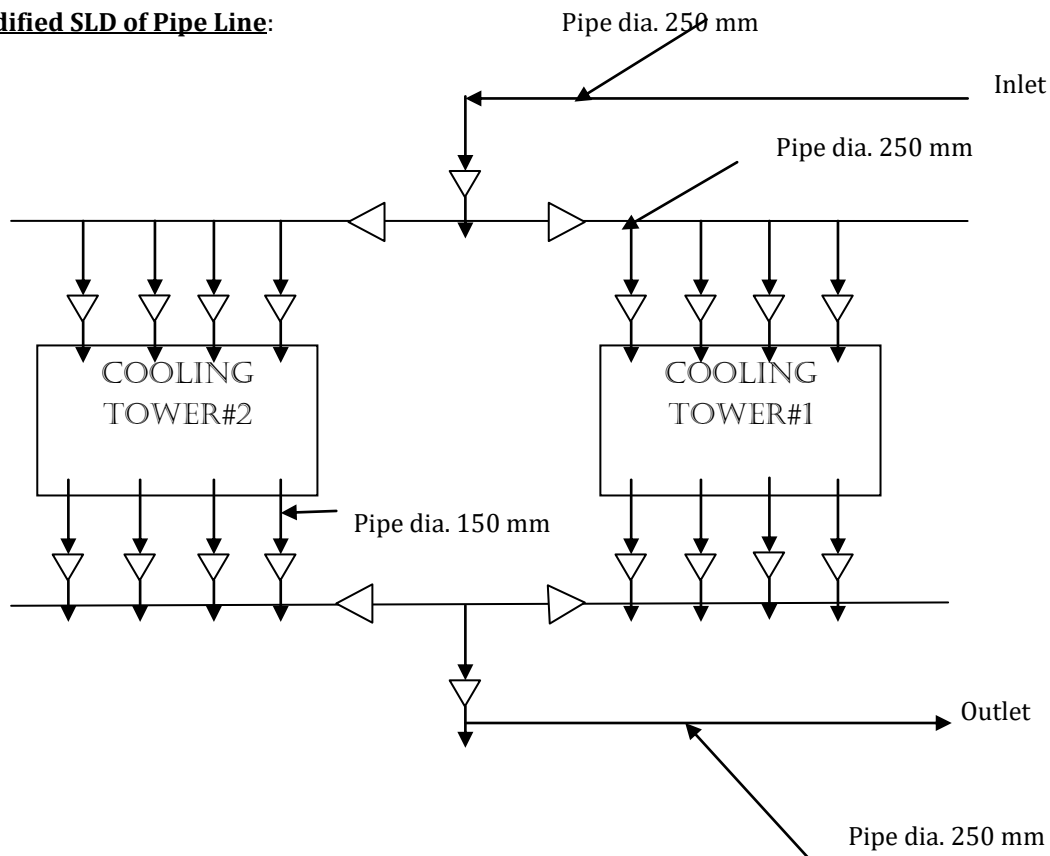 dified SLD of Pipe Line:
Pipe dia. 250 mm
Inlet
Pipe dia. 250 mm
COOLING
TOWER#2
COOLING
TOWER#1
Pipe dia. 150 mm
Outlet
Pipe dia. 250 mm